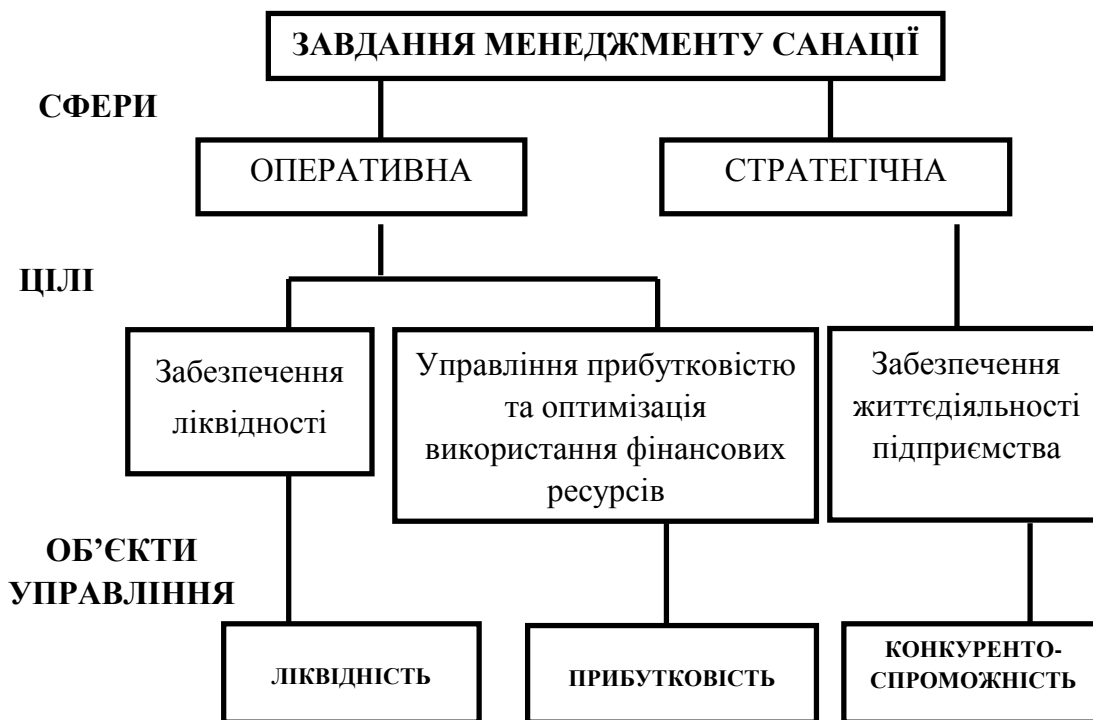 ЗАВДАННЯ МЕНЕДЖМЕНТУ САНАЦІЇ
СФЕРИ
ОПЕРАТИВНА
СТРАТЕГІЧНА
ЦІЛІ
Забезпечення
ліквідності
Управління прибутковістю
та оптимізація
використання фінансових
ресурсів
Забезпечення
життєдіяльності
підприємства
ОБ’ЄКТИ
УПРАВЛІННЯ
ЛІКВІДНІСТЬ
ПРИБУТКОВІСТЬ
КОНКУРЕНТО-
СПРОМОЖНІСТЬ